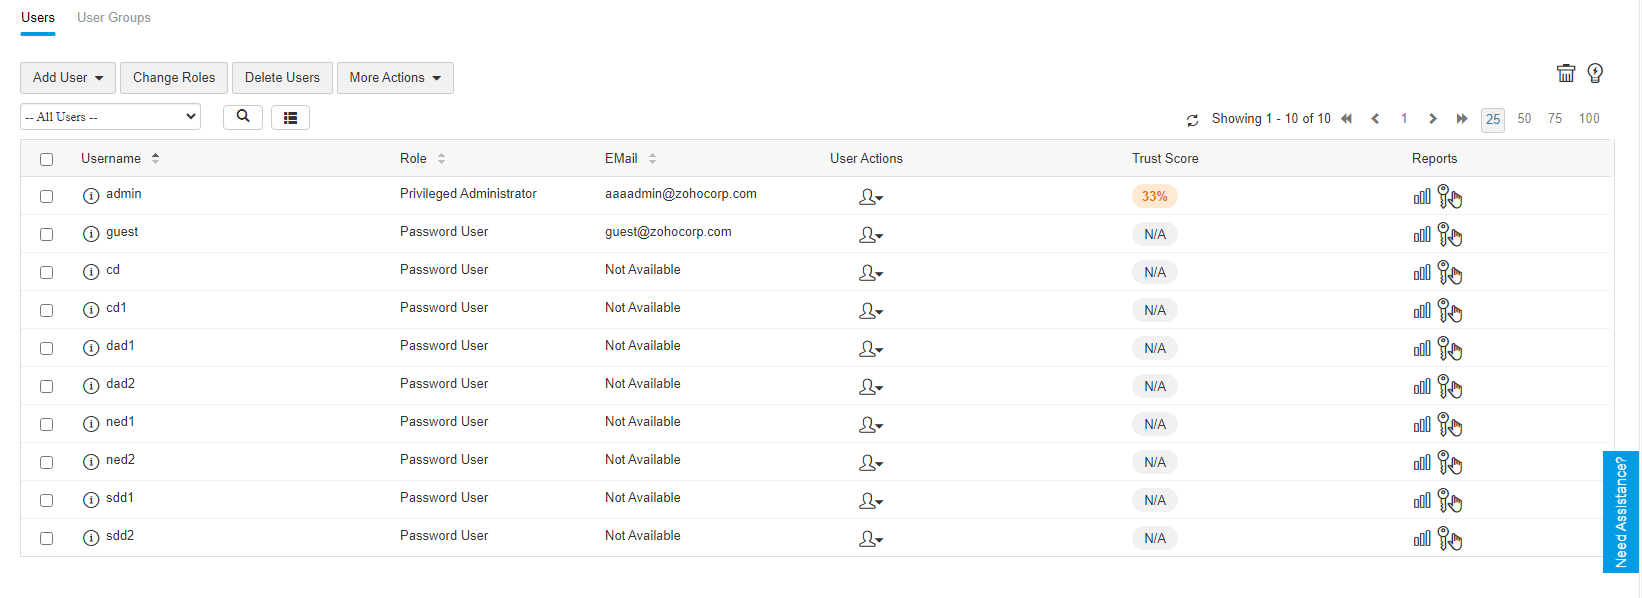 Users User Groups
Add User Change Roles Delete Users More Actions
-- All Users -- Showing 1 - 10 of 10 1 25 50 75 100
Username Role EMail User Actions Trust Score Reports
admin Privileged Administrator aaaadmin@zohocorp.com 33%
guest Password User guest@zohocorp.com N/A
cd Password User Not Available N/A
cd1 Password User Not Available N/A
dad1 Password User Not Available N/A
dad2 Password User Not Available N/A
ned1 Password User Not Available N/A
ned2 Password User Not Available N/A
sdd1 Password User Not Available N/A
sdd2 Password User Not Available N/A
Need Assistance?